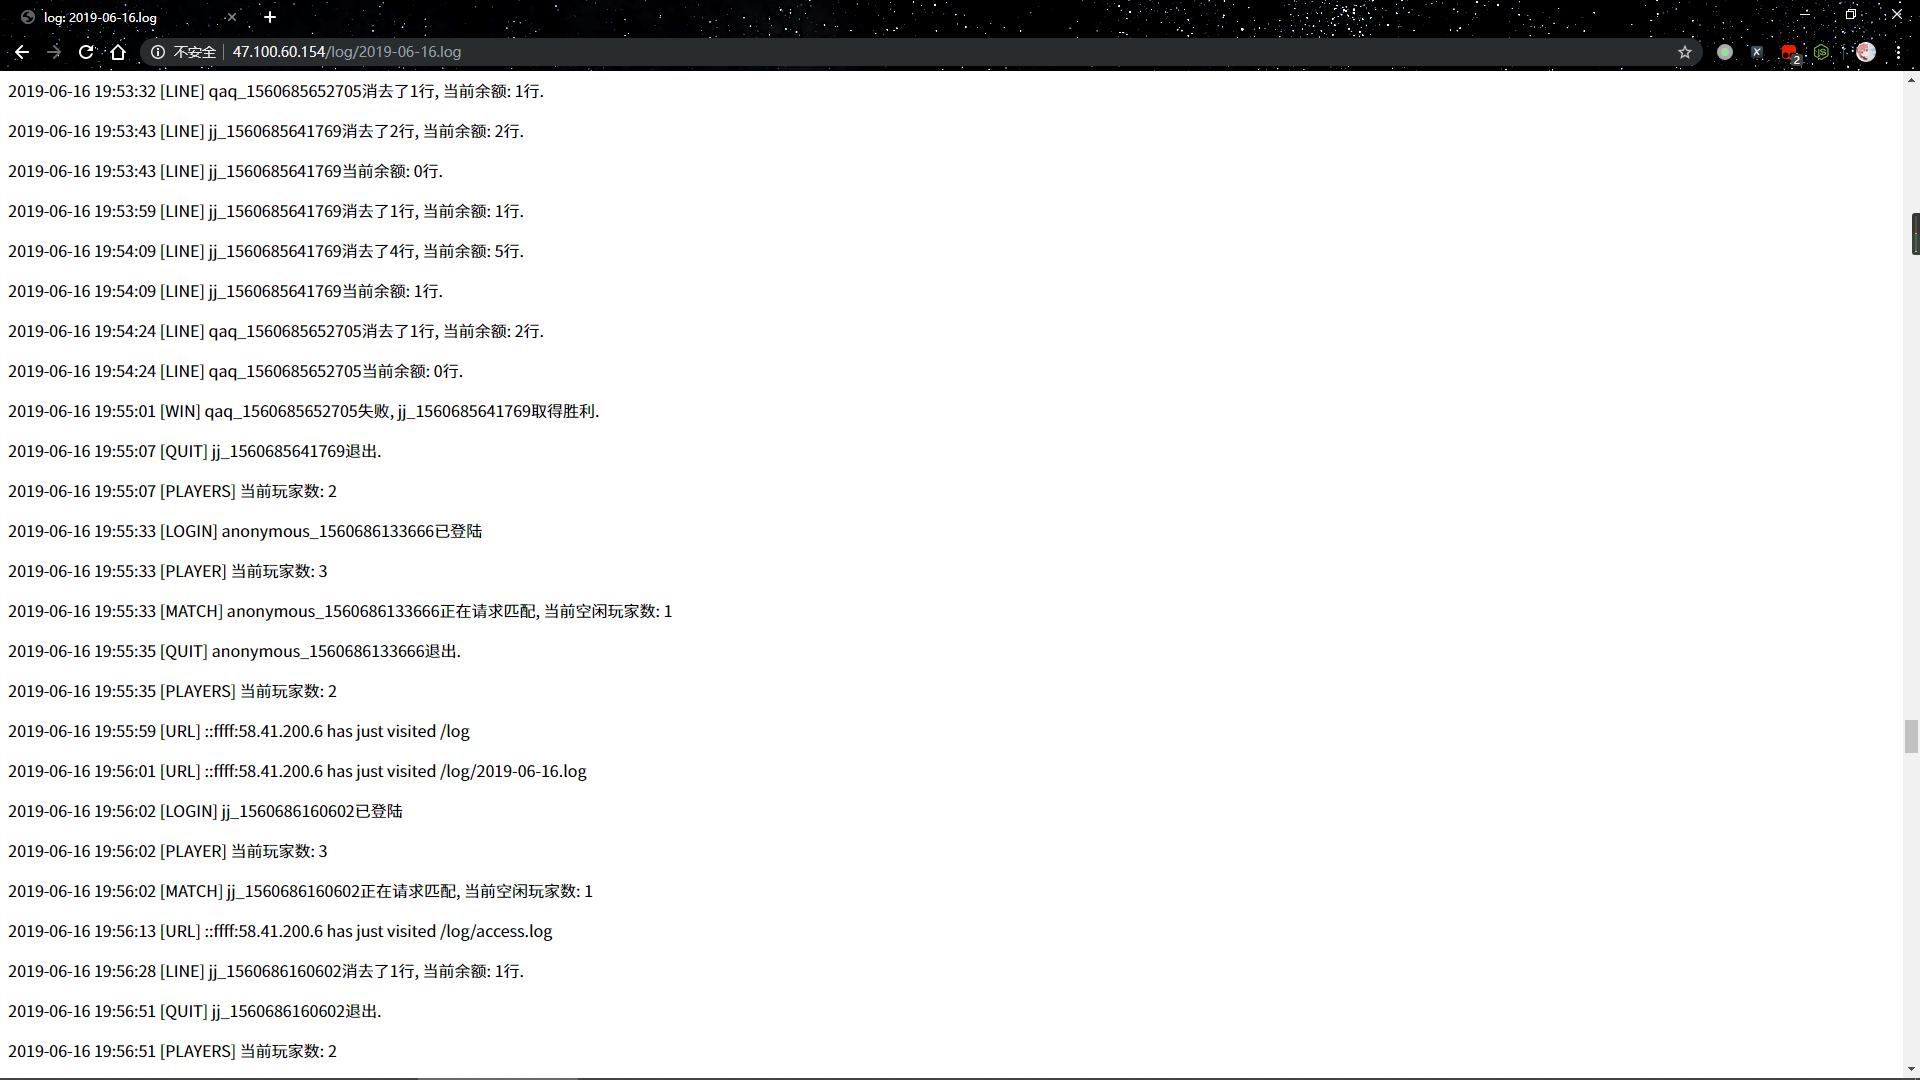 log: 2019-06-16.log
不安全 47.100.60.154/log/2019-06-16.log
2
2019-06-16 19:53:32 [LINE] qaq_1560685652705消去了1行, 当前余额: 1行.
2019-06-16 19:53:43 [LINE] jj_1560685641769消去了2行, 当前余额: 2行.
2019-06-16 19:53:43 [LINE] jj_1560685641769当前余额: 0行.
2019-06-16 19:53:59 [LINE] jj_1560685641769消去了1行, 当前余额: 1行.
2019-06-16 19:54:09 [LINE] jj_1560685641769消去了4行, 当前余额: 5行.
2019-06-16 19:54:09 [LINE] jj_1560685641769当前余额: 1行.
2019-06-16 19:54:24 [LINE] qaq_1560685652705消去了1行, 当前余额: 2行.
2019-06-16 19:54:24 [LINE] qaq_1560685652705当前余额: 0行.
2019-06-16 19:55:01 [WIN] qaq_1560685652705失败, jj_1560685641769取得胜利.
2019-06-16 19:55:07 [QUIT] jj_1560685641769退出.
2019-06-16 19:55:07 [PLAYERS] 当前玩家数: 2
2019-06-16 19:55:33 [LOGIN] anonymous_1560686133666已登陆
2019-06-16 19:55:33 [PLAYER] 当前玩家数: 3
2019-06-16 19:55:33 [MATCH] anonymous_1560686133666正在请求匹配, 当前空闲玩家数: 1
2019-06-16 19:55:35 [QUIT] anonymous_1560686133666退出.
2019-06-16 19:55:35 [PLAYERS] 当前玩家数: 2
2019-06-16 19:55:59 [URL] ::ffff:58.41.200.6 has just visited /log
2019-06-16 19:56:01 [URL] ::ffff:58.41.200.6 has just visited /log/2019-06-16.log
2019-06-16 19:56:02 [LOGIN] jj_1560686160602已登陆
2019-06-16 19:56:02 [PLAYER] 当前玩家数: 3
2019-06-16 19:56:02 [MATCH] jj_1560686160602正在请求匹配, 当前空闲玩家数: 1
2019-06-16 19:56:13 [URL] ::ffff:58.41.200.6 has just visited /log/access.log
2019-06-16 19:56:28 [LINE] jj_1560686160602消去了1行, 当前余额: 1行.
2019-06-16 19:56:51 [QUIT] jj_1560686160602退出.
2019-06-16 19:56:51 [PLAYERS] 当前玩家数: 2